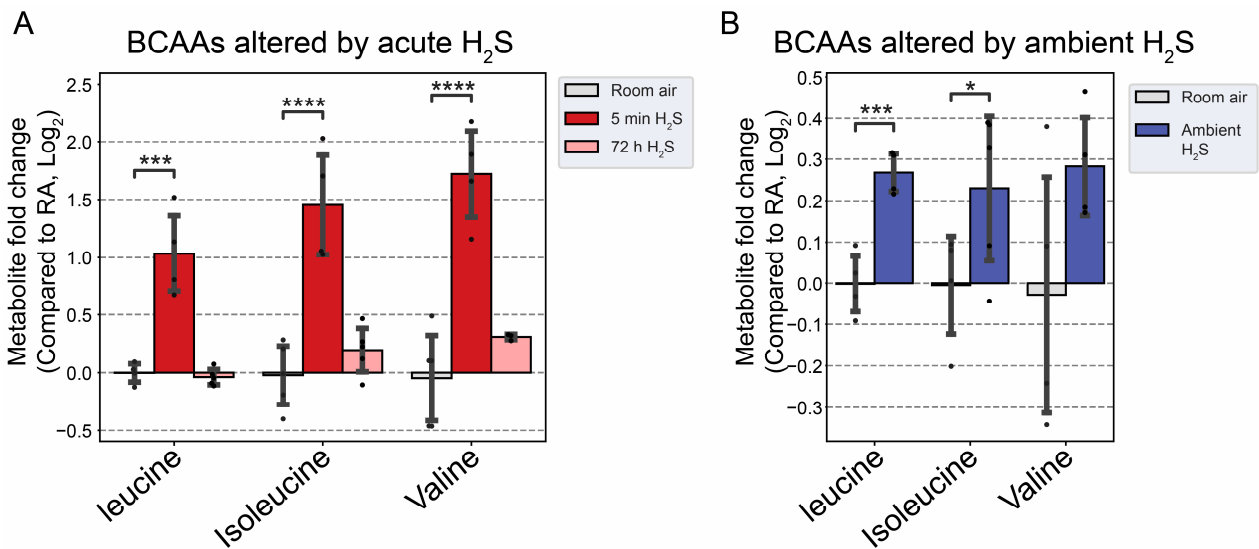 A
BCAAs altered by acute H₂S
Metabolite fold change
(Compared to RA, Log₂)
2.5
2.0
1.5
1.0
0.5
0.0
−0.5
***
****
****
leucine
Isoleucine
Valine
Room air
5 min H₂S
72 h H₂S
B
BCAAs altered by ambient H₂S
Metabolite fold change
(Compared to RA, Log₂)
0.5
0.4
0.3
0.2
0.1
0.0
−0.1
−0.2
−0.3
***
*
leucine
Isoleucine
Valine
Room air
Ambient
H₂S